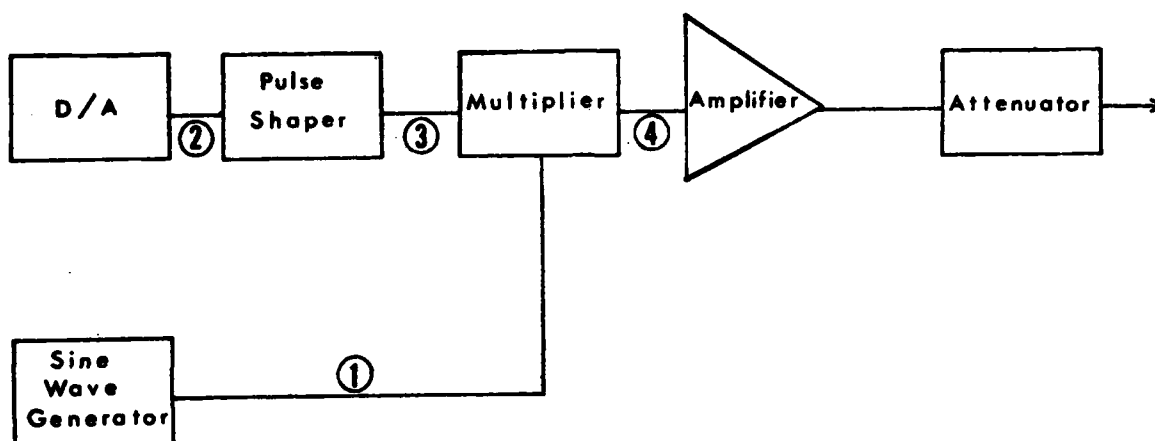 D/A
Pulse
Shaper
Multiplier
Amplifier
Attenuator
②
③
④
Sine
Wave
Generator
①